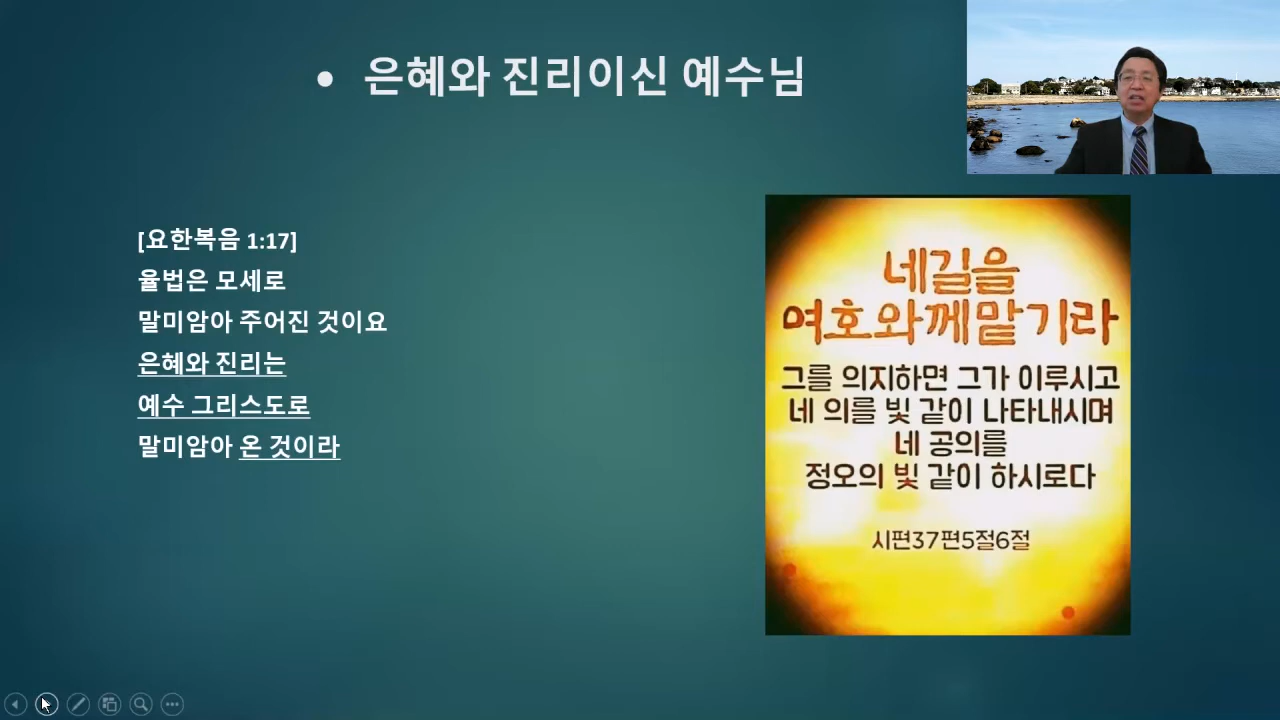 • 은혜와 진리이신 예수님
[요한복음 1:17]
율법은 모세로
말미암아 주어진 것이요
은혜와 진리는
예수 그리스도로
말미암아 온 것이라
네길을
여호와께맡기라
그를 의지하면 그가 이루시고
네 의를 빛 같이 나타내시며
네 공의를
정오의 빛 같이 하시로다
시편37편5절6절